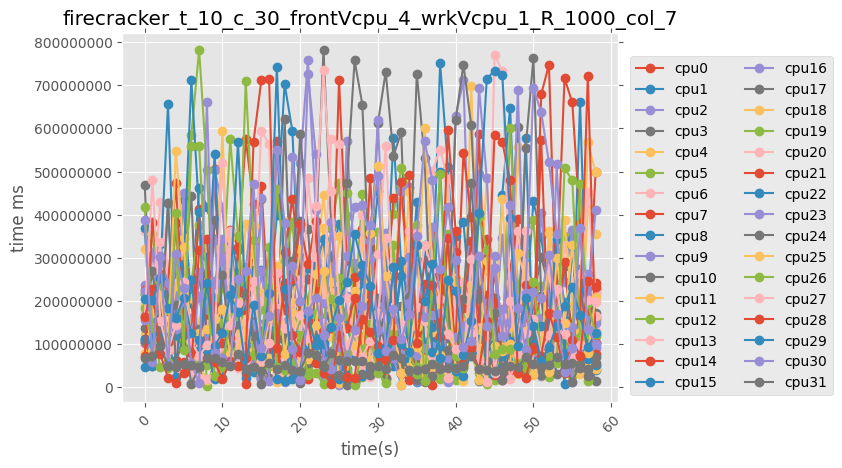 firecracker_t_10_c_30_frontVcpu_4_wrkVcpu_1_R_1000_col_7
800000000
700000000
600000000
500000000
400000000
300000000
200000000
100000000
0
time ms
0
10
20
30
40
50
60
time(s)
cpu0
cpu1
cpu2
cpu3
cpu4
cpu5
cpu6
cpu7
cpu8
cpu9
cpu10
cpu11
cpu12
cpu13
cpu14
cpu15
cpu16
cpu17
cpu18
cpu19
cpu20
cpu21
cpu22
cpu23
cpu24
cpu25
cpu26
cpu27
cpu28
cpu29
cpu30
cpu31